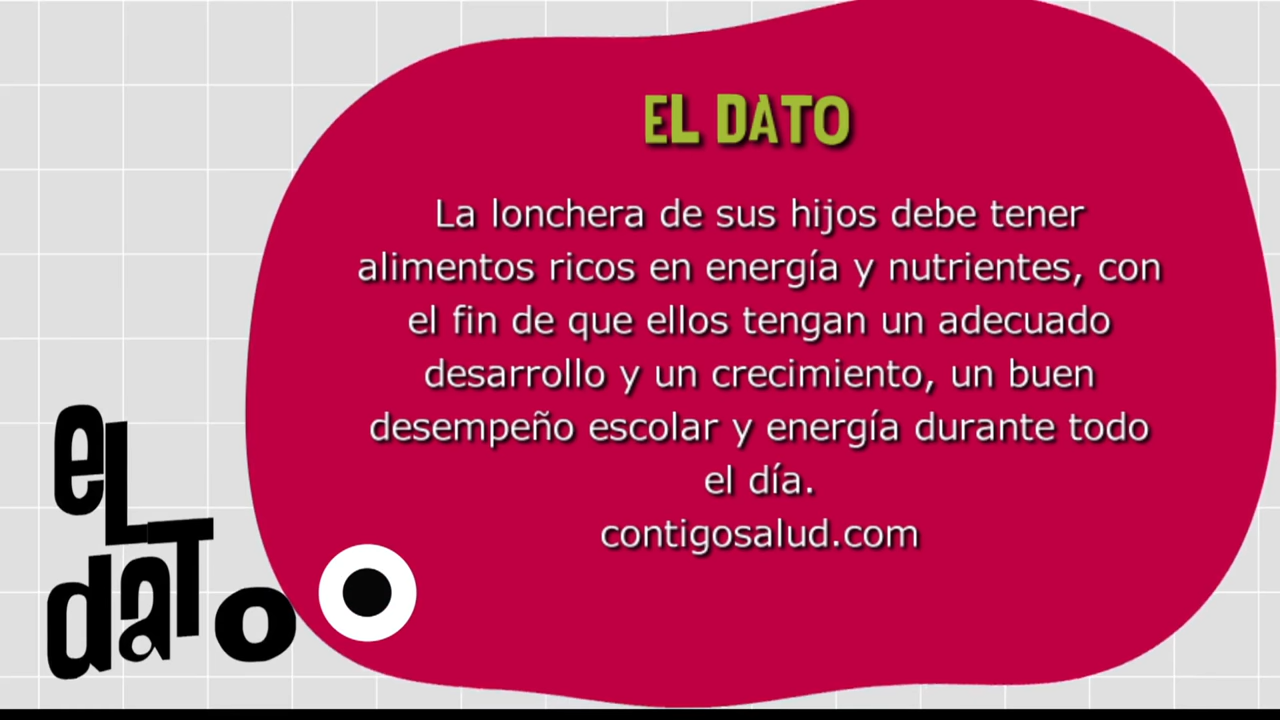 EL DATO
La lonchera de sus hijos debe tener
alimentos ricos en energía y nutrientes, con
el fin de que ellos tengan un adecuado
desarrollo y un crecimiento, un buen
desempeño escolar y energía durante todo
el día.
contigosalud.com
eL
daTo